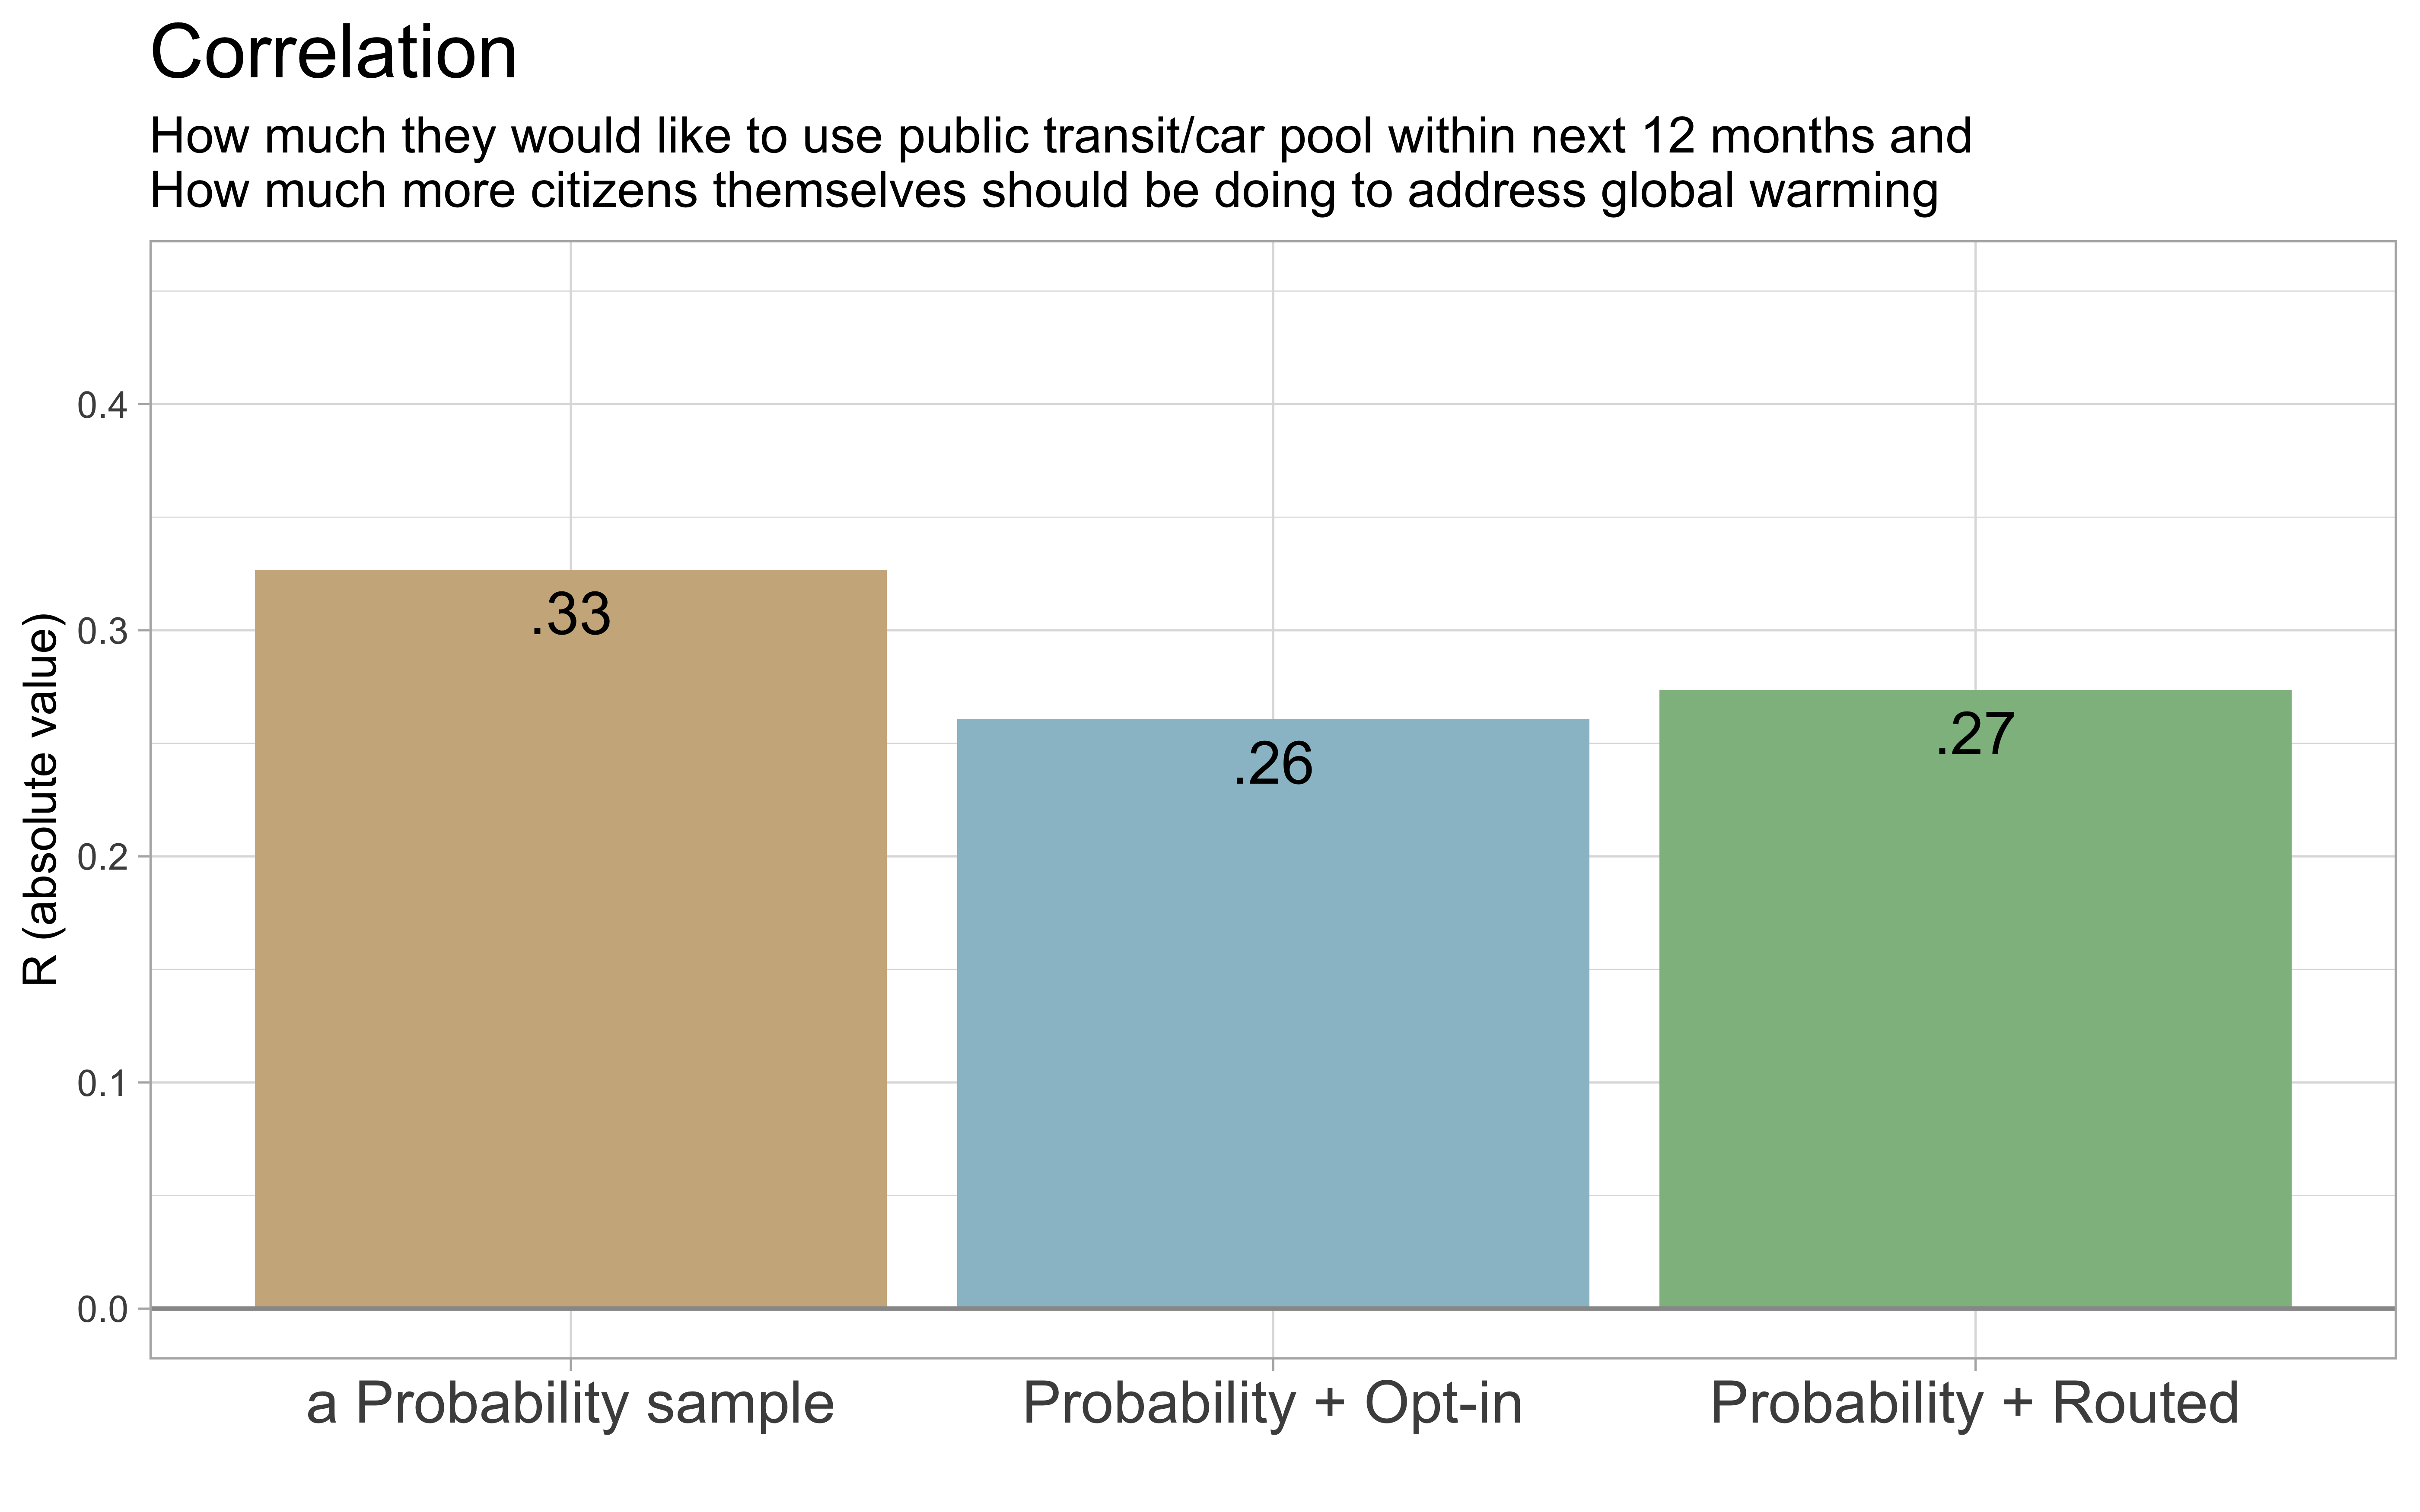 Correlation
How much they would like to use public transit/car pool within next 12 months and
How much more citizens themselves should be doing to address global warming
R (absolute value)
0.4
0.3
0.2
0.1
0.0
.33
.26
.27
a Probability sample
Probability + Opt-in
Probability + Routed